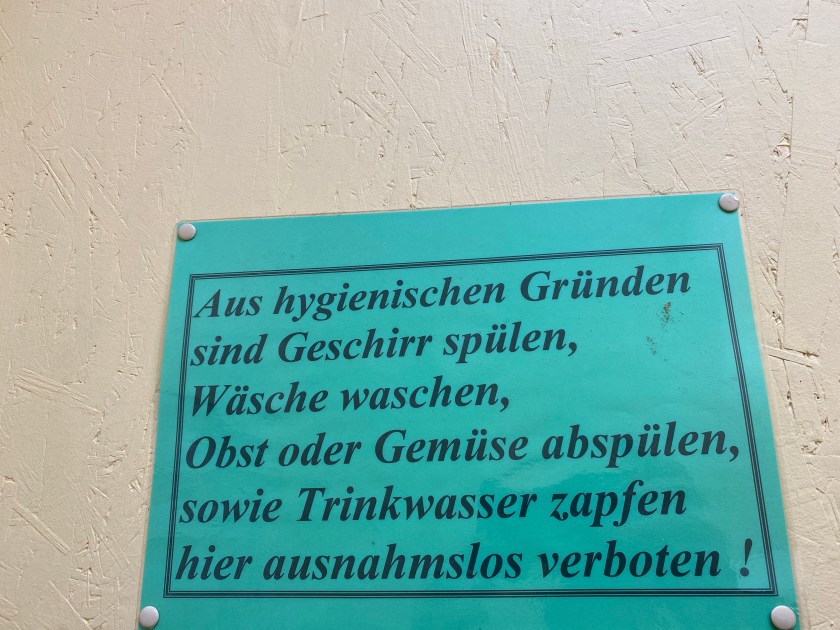 Aus hygienischen Gründen
sind Geschirr spülen,
Wäsche waschen,
Obst oder Gemüse abspülen,
sowie Trinkwasser zapfen
hier ausnahmslos verboten !